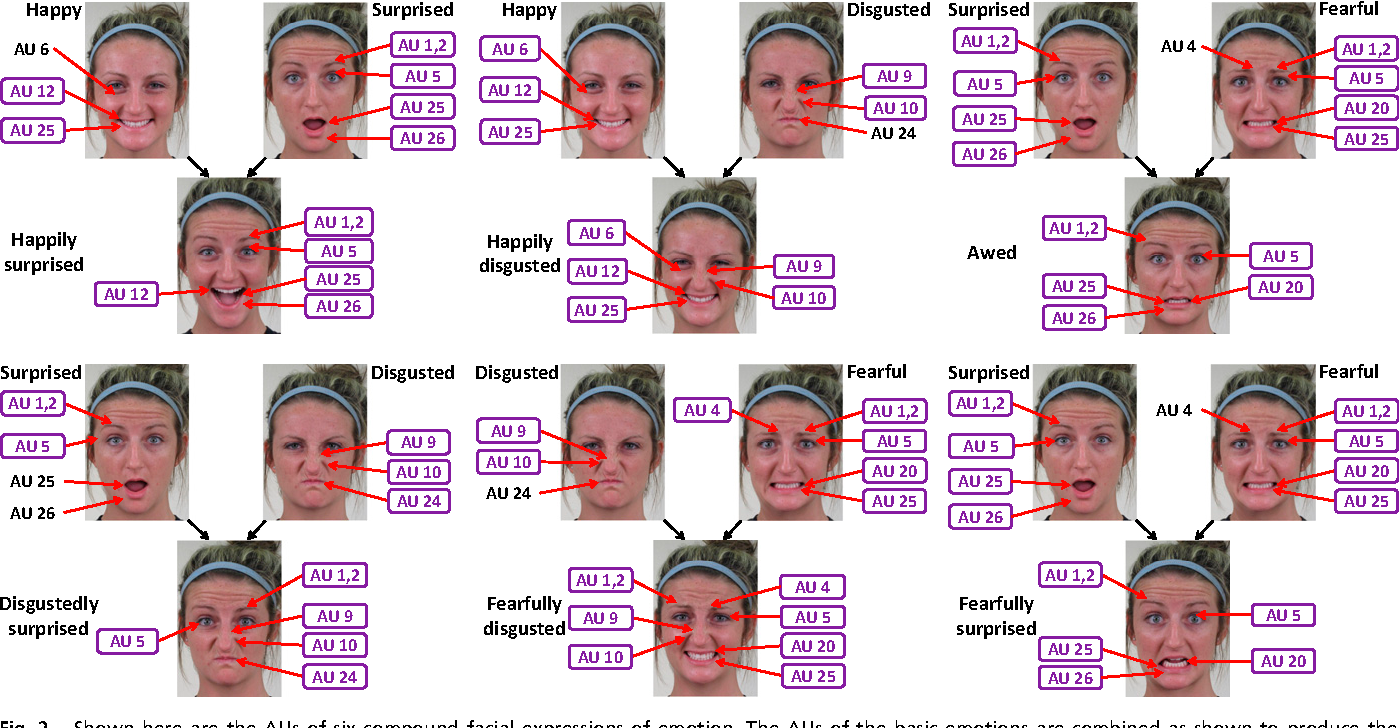 Happy
AU 6
AU 12
AU 25
Surprised
AU 1,2
AU 5
AU 25
AU 26
Happily
surprised
AU 12
AU 1,2
AU 5
AU 25
AU 26
Happy
AU 6
AU 12
AU 25
Disgusted
AU 9
AU 10
AU 24
Happily
disgusted
AU 6
AU 12
AU 25
AU 9
AU 10
Surprised
AU 1,2
AU 5
AU 25
AU 26
Fearful
AU 4
AU 1,2
AU 5
AU 20
AU 25
Awed
AU 1,2
AU 25
AU 26
AU 5
AU 20
Surprised
AU 1,2
AU 5
AU 25
AU 26
Disgusted
AU 9
AU 10
AU 24
Disgustedly
surprised
AU 5
AU 1,2
AU 9
AU 10
AU 24
Disgusted
AU 9
AU 10
AU 24
Fearful
AU 4
AU 1,2
AU 5
AU 20
AU 25
Fearfully
disgusted
AU 1,2
AU 9
AU 10
AU 4
AU 5
AU 20
AU 25
Surprised
AU 1,2
AU 5
AU 25
AU 26
Fearful
AU 4
AU 1,2
AU 5
AU 20
AU 25
Fearfully
surprised
AU 1,2
AU 25
AU 26
AU 5
AU 20
Fig. 2. Shown here are the AUs of six compound facial expressions of emotion. The AUs of the basic emotions are combined as shown to produce the